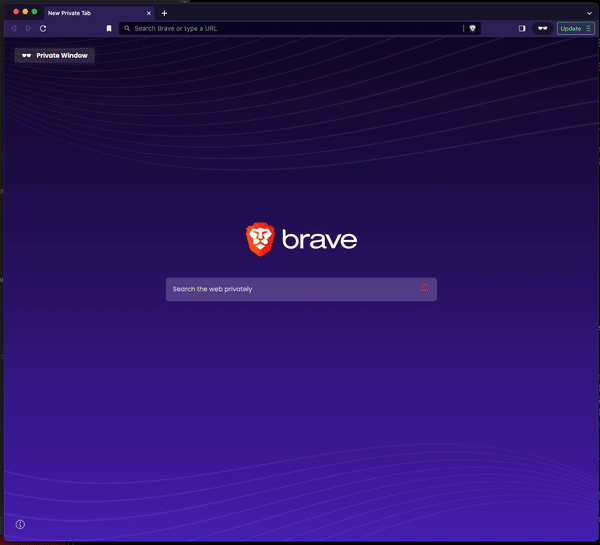 New Private Tab
Search Brave or type a URL
Update
Private Window
brave
Search the web privately